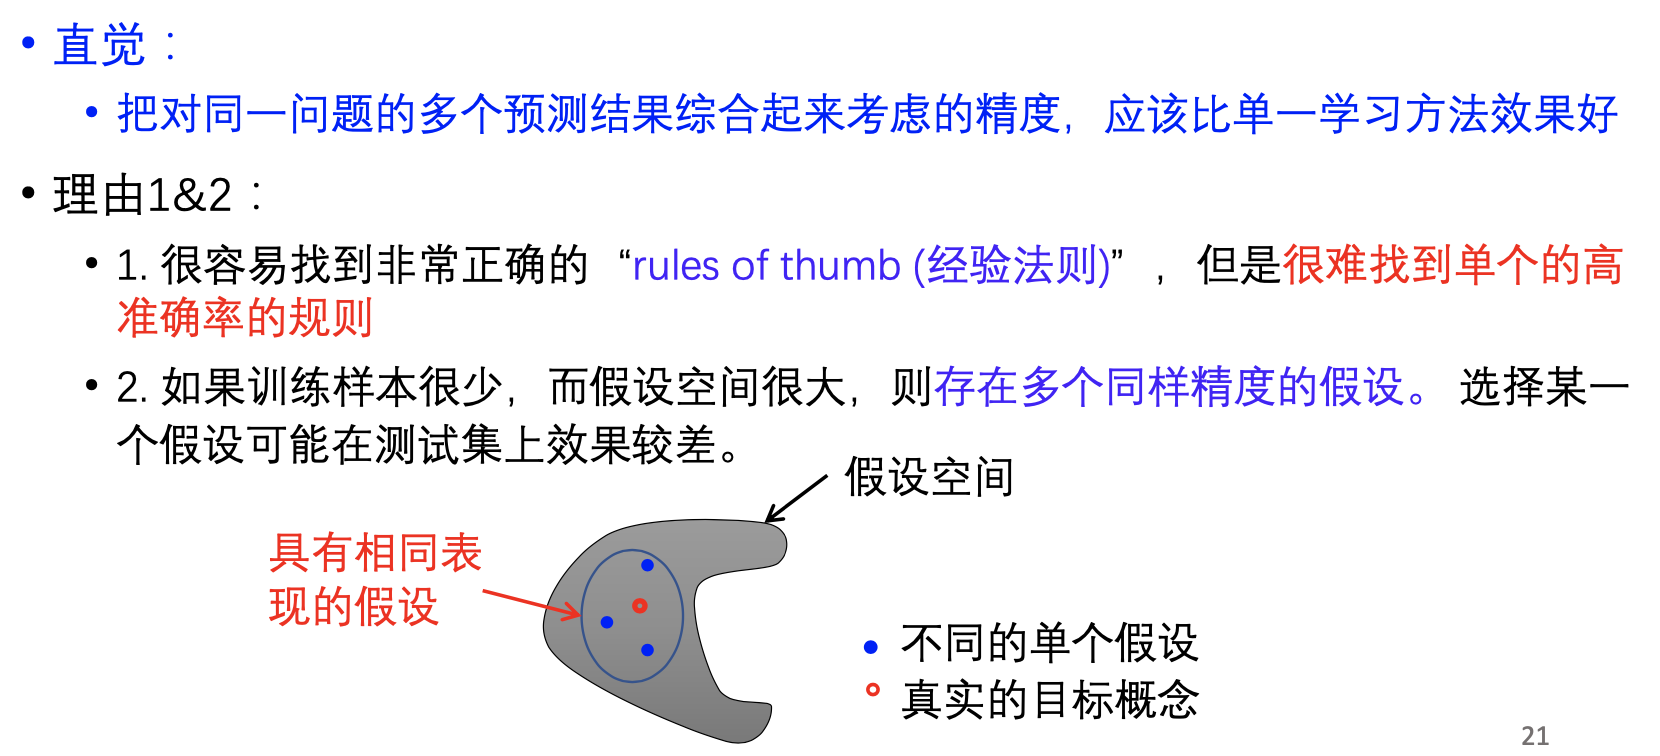 • 直觉：
• 把对同一问题的多个预测结果综合起来考虑的精度，应该比单一学习方法效果好
• 理由1&2：
• 1. 很容易找到非常正确的“rules of thumb (经验法则)”，但是很难找到单个的高
准确率的规则
• 2. 如果训练样本很少，而假设空间很大，则存在多个同样精度的假设。选择某一
个假设可能在测试集上效果较差。
假设空间
具有相同表
现的假设
不同的单个假设
真实的目标概念
21